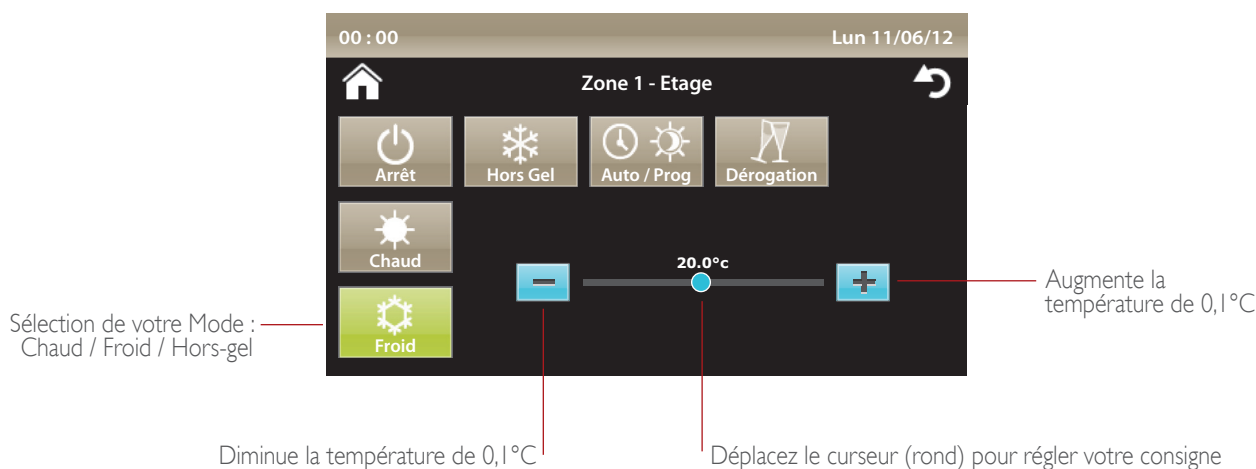 00 : 00 Lun 11/06/12
Zone 1 - Etage
Arrêt Hors Gel Auto / Prog Dérogation
Chaud
20.0°c
Froid
Augmente la
température de 0,1°C
Sélection de votre Mode :
Chaud / Froid / Hors-gel
Diminue la température de 0,1°C
Déplacez le curseur (rond) pour régler votre consigne